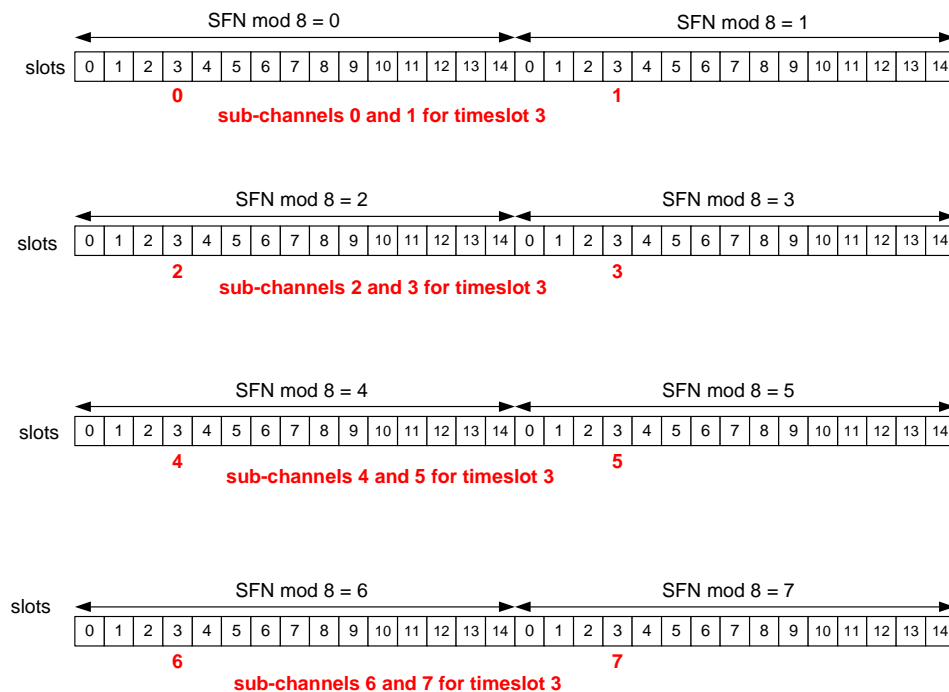 SFN mod 8 = 0 SFN mod 8 = 1
slots 0 1 2 3 4 5 6 7 8 9 10 11 12 13 14 0 1 2 3 4 5 6 7 8 9 10 11 12 13 14
0 1
sub-channels 0 and 1 for timeslot 3
SFN mod 8 = 2 SFN mod 8 = 3
slots 0 1 2 3 4 5 6 7 8 9 10 11 12 13 14 0 1 2 3 4 5 6 7 8 9 10 11 12 13 14
2 3
sub-channels 2 and 3 for timeslot 3
SFN mod 8 = 4 SFN mod 8 = 5
slots 0 1 2 3 4 5 6 7 8 9 10 11 12 13 14 0 1 2 3 4 5 6 7 8 9 10 11 12 13 14
4 5
sub-channels 4 and 5 for timeslot 3
SFN mod 8 = 6 SFN mod 8 = 7
slots
0 1 2 3 4 5 6 7 8 9 10 11 12 13 14 0 1 2 3 4 5 6 7 8 9 10 11 12 13 14
6 7
sub-channels 6 and 7 for timeslot 3